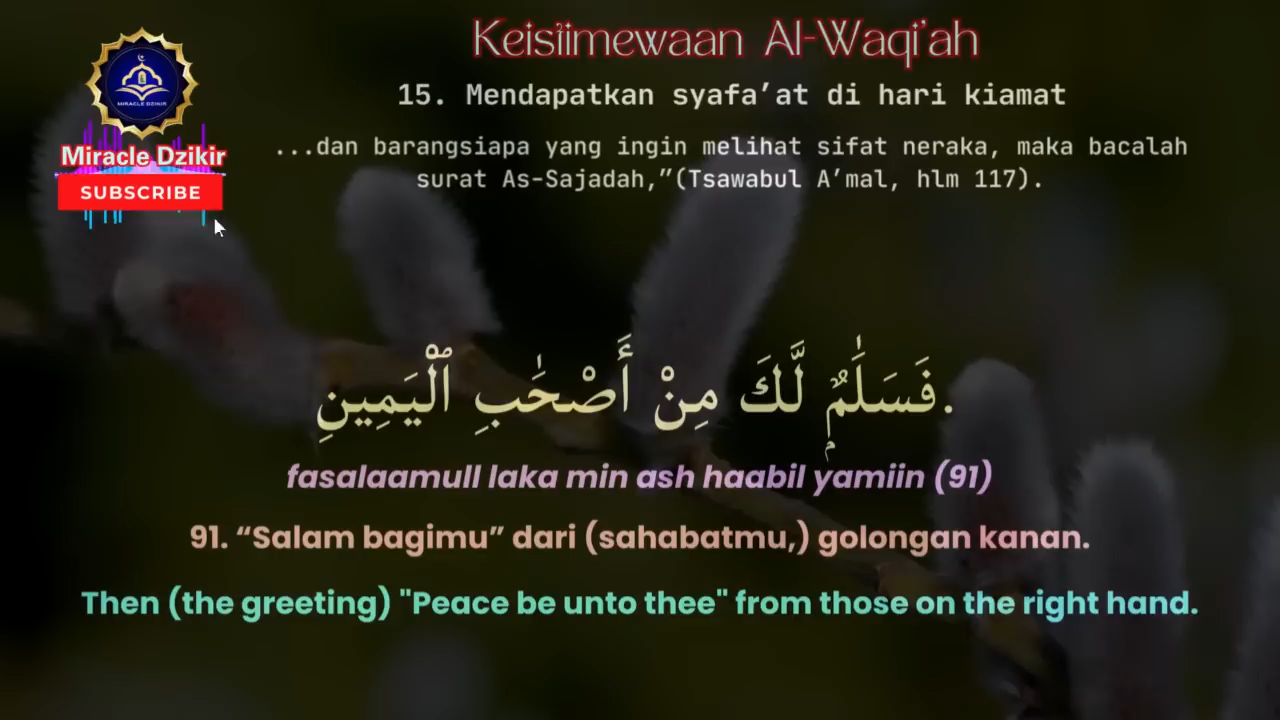 Keistimewaan Al-Waqi'ah
15. Mendapatkan syafa’at di hari kiamat
...dan barangsiapa yang ingin melihat sifat neraka, maka bacalah
surat As-Sajadah,”(Tsawabul A’mal, hlm 117).
MIRACLE DZIKIR
Miracle Dzikir
SUBSCRIBE
فَسَلَٰمٌۭ لَّكَ مِنْ أَصْحَٰبِ ٱلْيَمِينِ.
fasalaamull laka min ash haabil yamiin (91)
91. “Salam bagimu” dari (sahabatmu,) golongan kanan.
Then (the greeting) "Peace be unto thee" from those on the right hand.